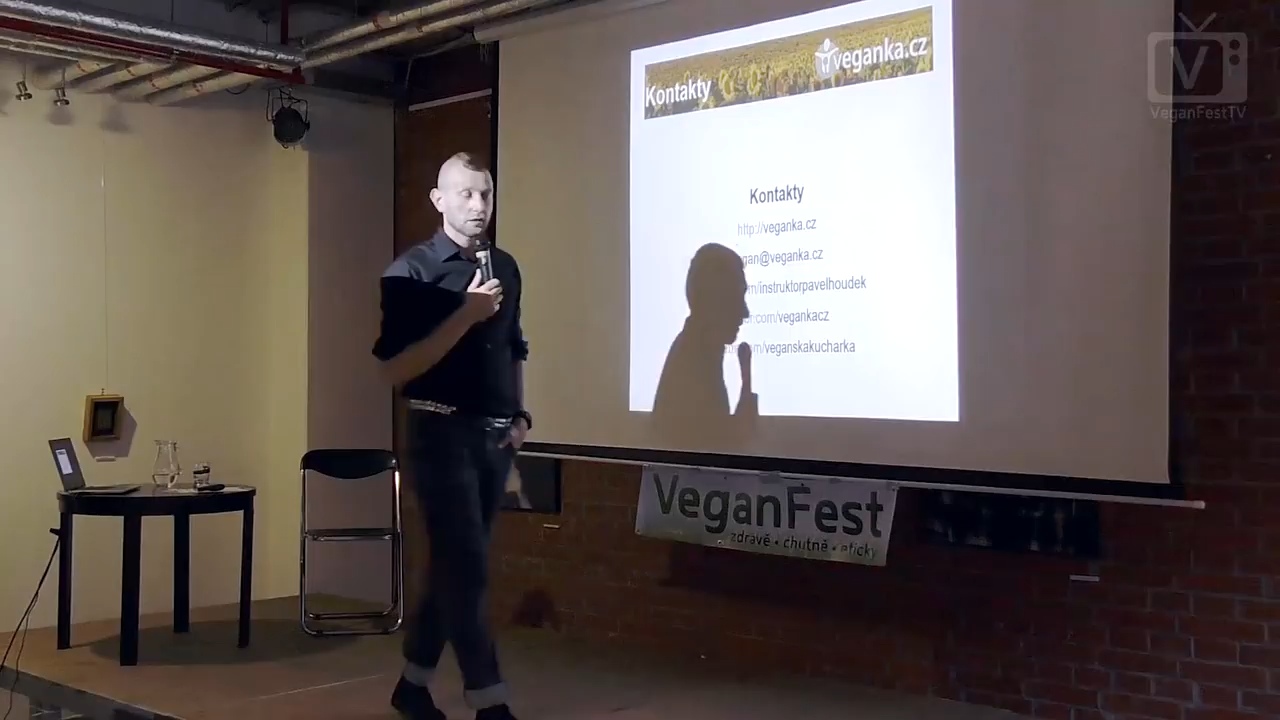 veganka.cz
Kontakty
VeganFestTV
Kontakty
http://veganka.cz
gan@veganka.cz
m/instruktorpavelhoudek
.com/vegankacz
om/veganskakucharka
VeganFest
zdravě • chutně • eticky